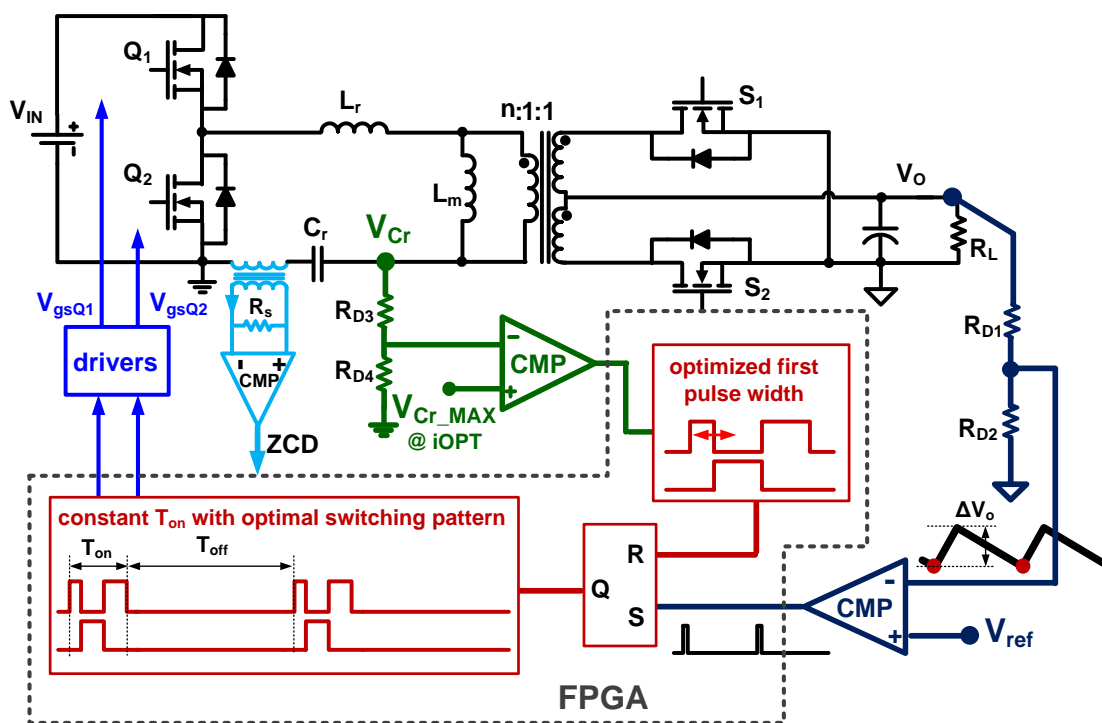 Q1
VIN
Q2
Lr
n:1:1
S1
Lm
VO
RL
Cr
VCr
S2
VgsQ1
VgsQ2
Rs
RD3
RD4
RD1
RD2
drivers
- +
CMP
ZCD
-
CMP
+
VCr_MAX
@ iOPT
optimized first
pulse width
constant Ton with optimal switching pattern
Ton
Toff
R
Q
S
ΔVo
-
CMP
+
Vref
FPGA